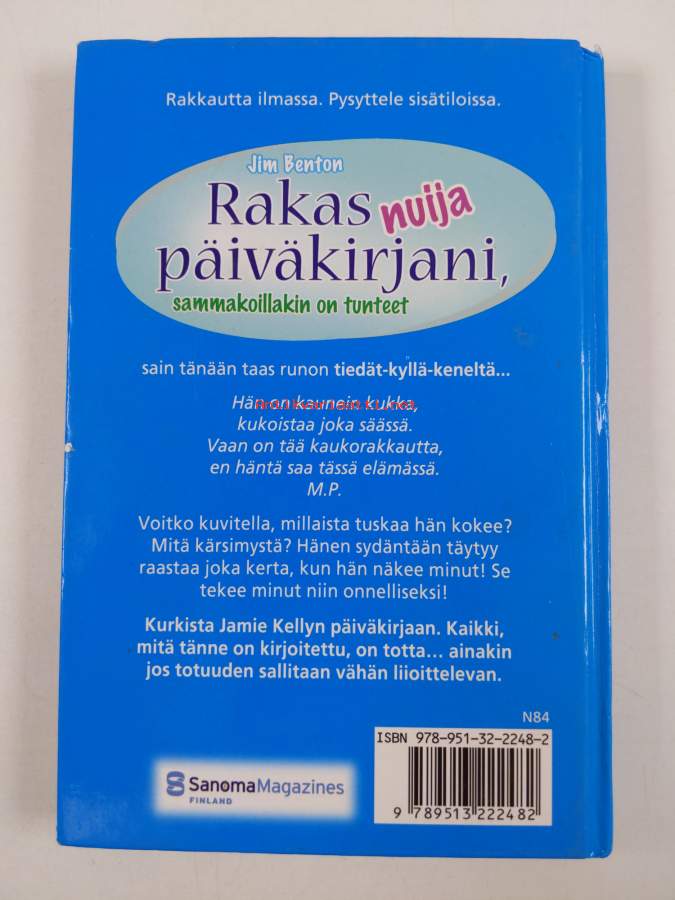 Rakkautta ilmassa. Pysyttele sisätiloissa.
Jim Benton
Rakas nuija
päiväkirjani,
sammakoillakin on tunteet
sain tänään taas runon tiedät-kyllä-keneltä...
Hän on kaunein kukka,
kukoistaa joka säässä.
Vaan on tää kaukorakkautta,
en häntä saa tässä elämässä.
M.P.
Voitko kuvitella, millaista tuskaa hän kokee?
Mitä kärsimystä? Hänen sydäntään täytyy
raastaa joka kerta, kun hän näkee minut! Se
tekee minut niin onnelliseksi!
Kurkista Jamie Kellyn päiväkirjaan. Kaikki,
mitä tänne on kirjoitettu, on totta... ainakin
jos totuuden sallitaan vähän liioittelevan.
N84
ISBN 978-951-32-2248-2
9 789513 222482
SanomaMagazines
FINLAND